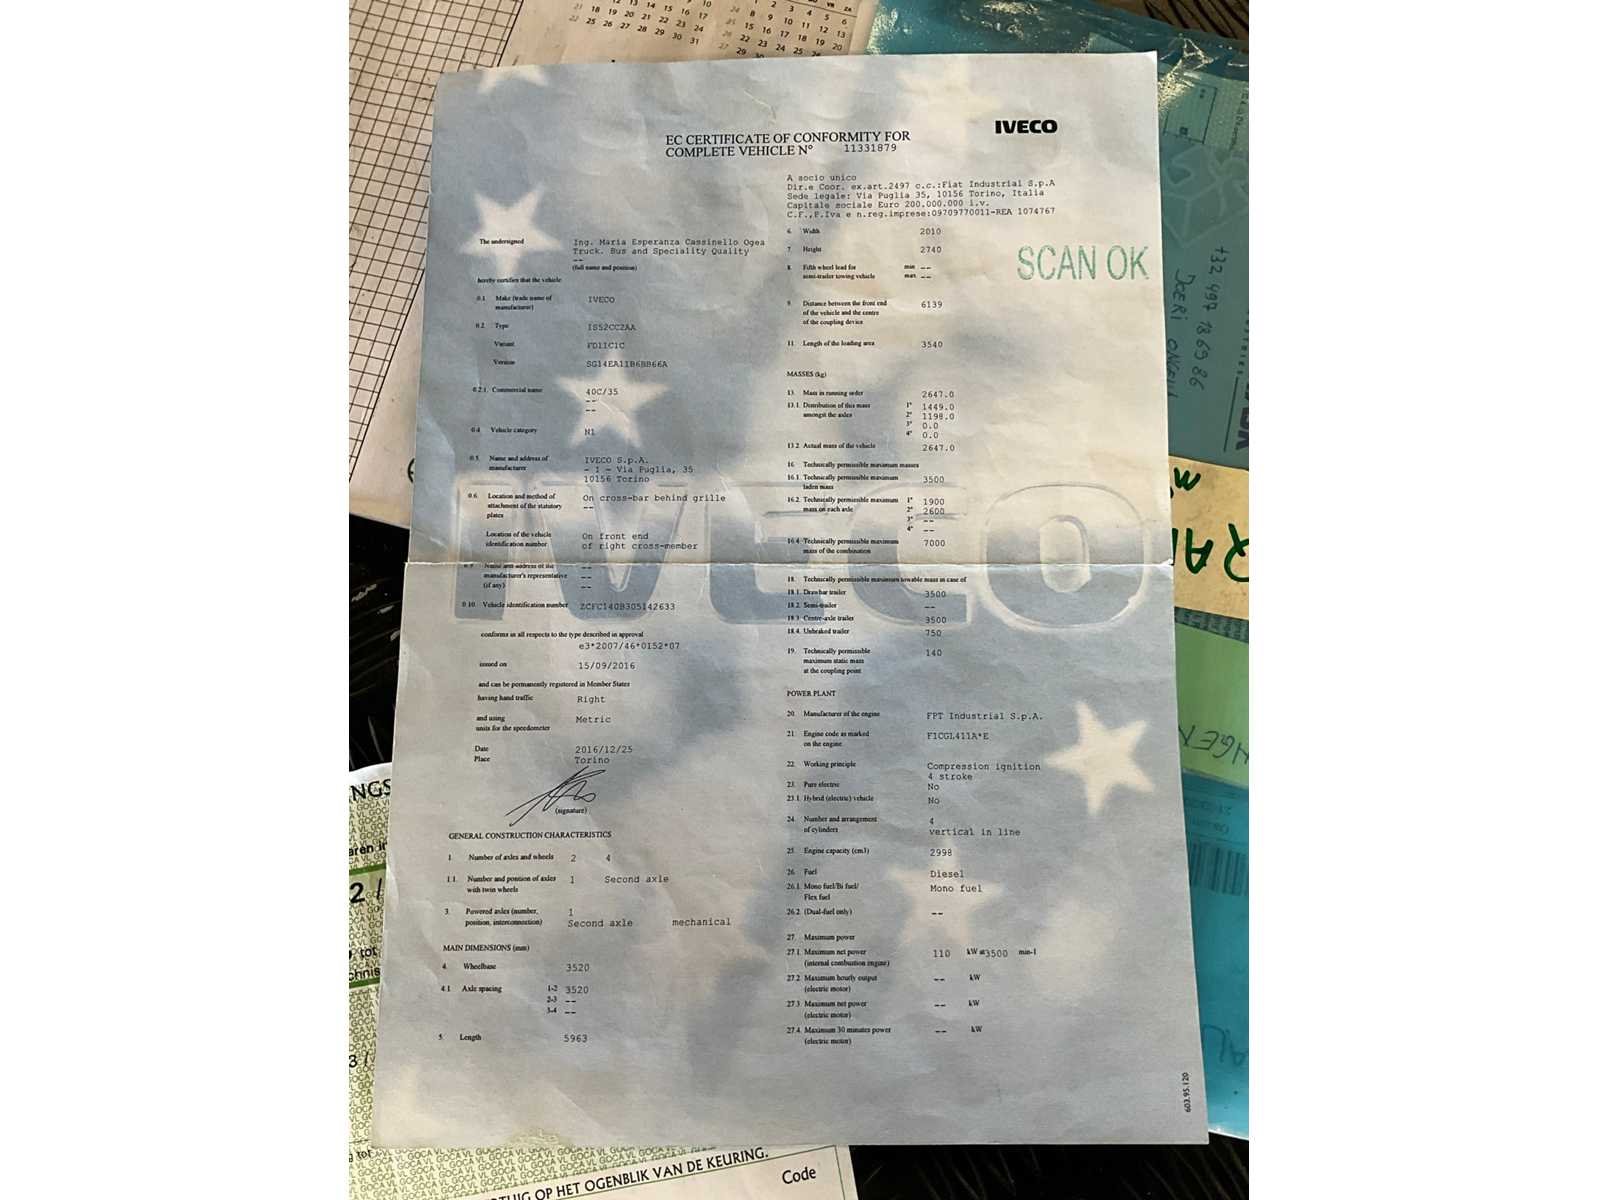 IVECO
EC CERTIFICATE OF CONFORMITY FOR
COMPLETE VEHICLE N° 11331879
A socio unico
Dir.e Coor. ex.art.2497 c.c.:Fiat Industrial S.p.A
Sede legale: Via Puglia 35, 10156 Torino, Italia
Capitale sociale Euro 200.000.000 i.v.
C.F.,P.Iva e n.reg.imprese:09709770011-REA 1074767
The undersigned Ing. Maria Esperanza Cassinello Ogea
Truck. Bus and Speciality Quality
--
(full name and position)
hereby certifies that the vehicle
0.1. Make (trade name of manufacturer) IVECO
0.2. Type IS52CC2AA
Variant FD11C1C
Version SG14EA11B6BB66A
0.2.1. Commercial name 40C/35
--
--
0.4. Vehicle category N1
0.5. Name and address of manufacturer IVECO S.p.A.
- 1 - Via Puglia, 35
10156 Torino
0.6. Location and method of attachment of the statutory plates On cross-bar behind grille
--
Location of the vehicle identification number On front end
of right cross-member
0.9. Name and address of the manufacturer's representative (if any) --
--
--
0.10. Vehicle identification number ZCFC140B305142633
conforms in all respects to the type described in approval
e3*2007/46*0152*07
issued on 15/09/2016
and can be permanently registered in Member States
having hand traffic Right
and using
units for the speedometer Metric
Date 2016/12/25
Place Torino
(signature)
GENERAL CONSTRUCTION CHARACTERISTICS
1. Number of axles and wheels 2 4
1.1. Number and position of axles with twin wheels 1 Second axle
3. Powered axles (number, position, interconnection) 1
Second axle mechanical
MAIN DIMENSIONS (mm)
4. Wheelbase 3520
4.1. Axle spacing 1-2 3520
2-3 --
3-4 --
5. Length 5963
6. Width 2010
7. Height 2740
8. Fifth wheel lead for semi-trailer towing vehicle min --
max --
SCAN OK
9. Distance between the front end
of the vehicle and the centre
of the coupling device 6139
11. Length of the loading area 3540
MASSES (kg)
13. Mass in running order 2647.0
13.1. Distribution of this mass amongst the axles 1° 1449.0
2° 1198.0
3° 0.0
4° 0.0
13.2. Actual mass of the vehicle 2647.0
16. Technically permissible maximum masses
16.1. Technically permissible maximum laden mass 3500
16.2. Technically permissible maximum mass on each axle 1° 1900
2° 2600
3° --
4° --
16.4. Technically permissible maximum mass of the combination 7000
18. Technically permissible maximum towable mass in case of
18.1. Drawbar trailer 3500
18.2. Semi-trailer --
18.3. Centre-axle trailer 3500
18.4. Unbraked trailer 750
19. Technically permissible
maximum static mass
at the coupling point 140
POWER PLANT
20. Manufacturer of the engine FPT Industrial S.p.A.
21. Engine code as marked on the engine F1CGL411A*E
22. Working principle Compression ignition
4 stroke
23. Pure electric No
23.1. Hybrid (electric) vehicle No
24. Number and arrangement of cylinders 4
vertical in line
25. Engine capacity (cm3) 2998
26. Fuel Diesel
26.1. Mono fuel/Bi fuel/
Flex fuel Mono fuel
26.2. (Dual-fuel only) --
27. Maximum power
27.1. Maximum net power
(internal combustion engine) 110 kW at 3500 min-1
27.2. Maximum hourly output
(electric motor) -- kW
27.3. Maximum net power
(electric motor) -- kW
27.4. Maximum 30 minutes power
(electric motor) -- kW
603.95.120
IVECO
OP HET OGENBLIK VAN DE KEURING.
Code